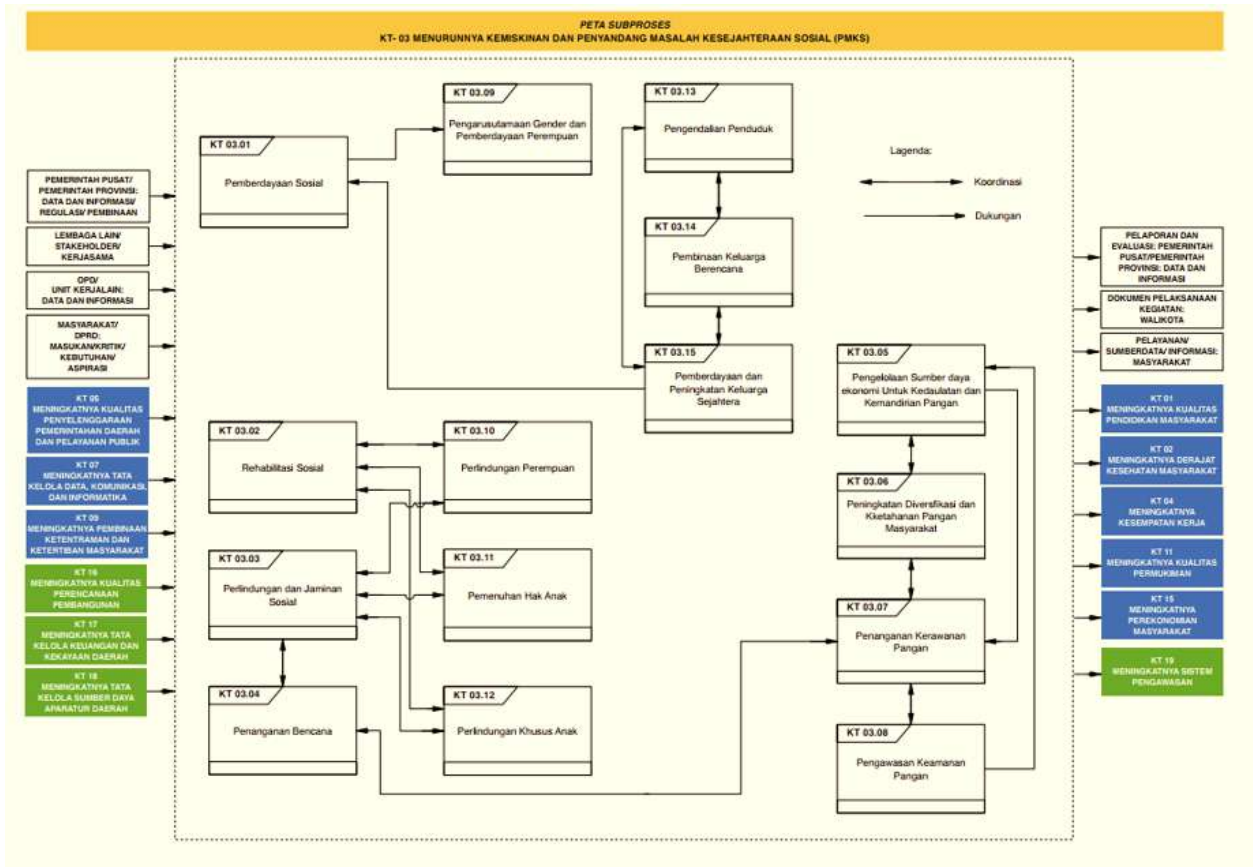 PETA SUBPROSES
KT- 03 MENURUNNYA KEMISKINAN DAN PENYANDANG MASALAH KESEJAHTERAAN SOSIAL (PMKS)
PEMERINTAH PUSAT/
PEMERINTAH PROVINSI:
DATA DAN INFORMASI/
REGULASI/ PEMBINAAN
LEMBAGA LAIN/
STAKEHOLDER/
KERJASAMA
OPD/
UNIT KERJALAIN:
DATA DAN INFORMASI
MASYARAKAT/
DPRD:
MASUKAN/KRITIK/
KEBUTUHAN/
ASPIRASI
KT 06
MENINGKATNYA KUALITAS
PENYELENGGARAAN
PEMERINTAHAN DAERAH
DAN PELAYANAN PUBLIK
KT 07
MENINGKATNYA TATA
KELOLA DATA, KOMUNIKASI,
DAN INFORMATIKA
KT 09
MENINGKATNYA PEMBINAAN
KETENTRAMAN DAN
KETERTIBAN MASYARAKAT
KT 16
MENINGKATNYA KUALITAS
PERENCANAAN
PEMBANGUNAN
KT 17
MENINGKATNYA TATA
KELOLA KEUANGAN DAN
KEKAYAAN DAERAH
KT 18
MENINGKATNYA TATA
KELOLA SUMBER DAYA
APARATUR DAERAH
KT 03.01
Pemberdayaan Sosial
KT 03.09
Pengarusutamaan Gender dan
Pemberdayaan Perempuan
KT 03.13
Pengendalian Penduduk
KT 03.14
Pembinaan Keluarga
Berencana
KT 03.15
Pemberdayaan dan
Peningkatan Keluarga
Sejahtera
Lagenda:
Koordinasi
Dukungan
KT 03.02
Rehabilitasi Sosial
KT 03.10
Perlindungan Perempuan
KT 03.03
Perlindungan dan Jaminan
Sosial
KT 03.11
Pemenuhan Hak Anak
KT 03.04
Penanganan Bencana
KT 03.12
Perlindungan Khusus Anak
KT 03.05
Pengelolaan Sumber daya
ekonomi Untuk Kedaulatan dan
Kemandirian Pangan
KT 03.06
Peningkatan Diversfikasi dan
Kketahanan Pangan
Masyarakat
KT 03.07
Penanganan Kerawanan
Pangan
KT 03.08
Pengawasan Keamanan
Pangan
PELAPORAN DAN
EVALUASI: PEMERINTAH
PUSAT/PEMERINTAH
PROVINSI: DATA DAN
INFORMASI
DOKUMEN PELAKSANAAN
KEGIATAN:
WALIKOTA
PELAYANAN/
SUMBERDATA/ INFORMASI:
MASYARAKAT
KT 01
MENINGKATNYA KUALITAS
PENDIDIKAN MASYARAKAT
KT 02
MENINGKATNYA DERAJAT
KESEHATAN MASYARAKAT
KT 04
MENINGKATNYA
KESEMPATAN KERJA
KT 11
MENINGKATNYA KUALITAS
PERMUKIMAN
KT 15
MENINGKATNYA
PEREKONOMIAN
MASYARAKAT
KT 19
MENINGKATNYA SISTEM
PENGAWASAN